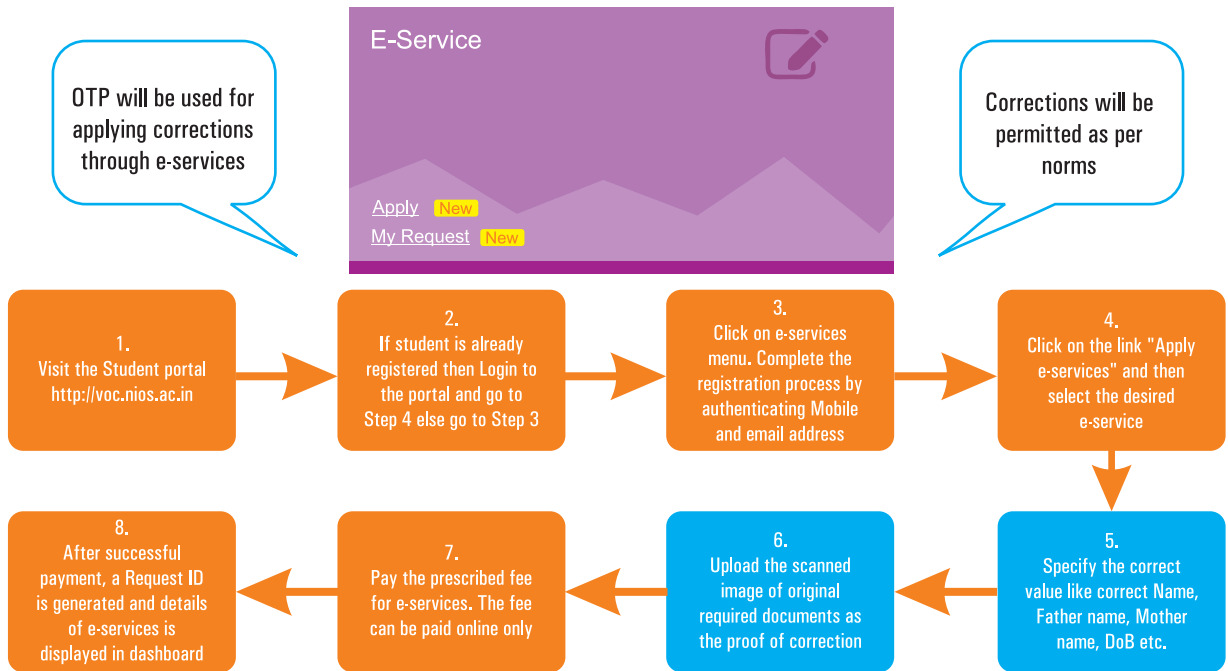 E-Service
OTP will be used for
applying corrections
through e-services
Corrections will be
permitted as per
norms
Apply New
My Request New
1.
Visit the Student portal
http://voc.nios.ac.in
2.
If student is already
registered then Login to
the portal and go to
Step 4 else go to Step 3
3.
Click on e-services
menu. Complete the
registration process by
authenticating Mobile
and email address
4.
Click on the link "Apply
e-services" and then
select the desired
e-service
5.
Specify the correct
value like correct Name,
Father name, Mother
name, DoB etc.
6.
Upload the scanned
image of original
required documents as
the proof of correction
7.
Pay the prescribed fee
for e-services. The fee
can be paid online only
8.
After successful
payment, a Request ID
is generated and details
of e-services is
displayed in dashboard